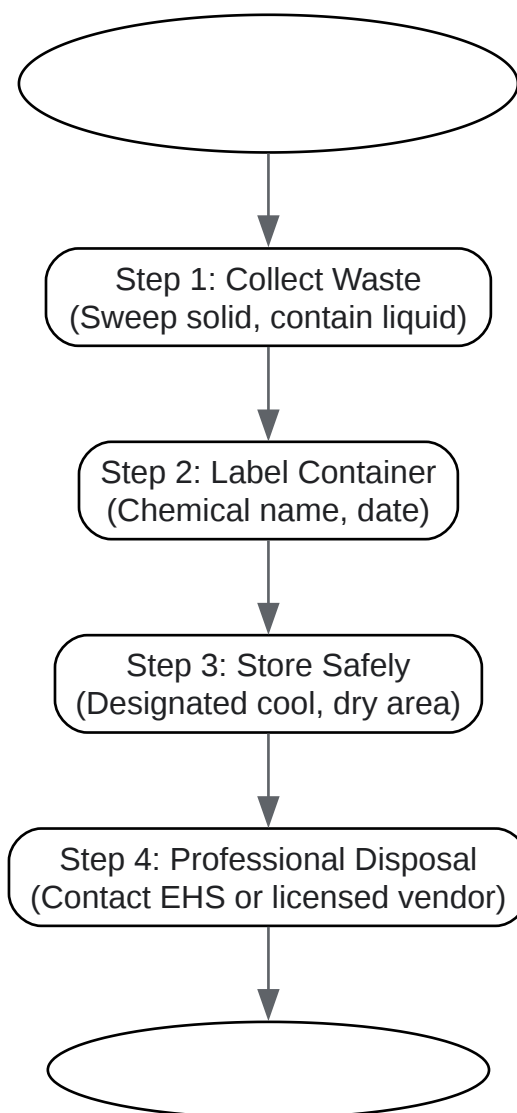 Step 1: Collect Waste
(Sweep solid, contain liquid)
Step 2: Label Container
(Chemical name, date)
Step 3: Store Safely
(Designated cool, dry area)
Step 4: Professional Disposal
(Contact EHS or licensed vendor)